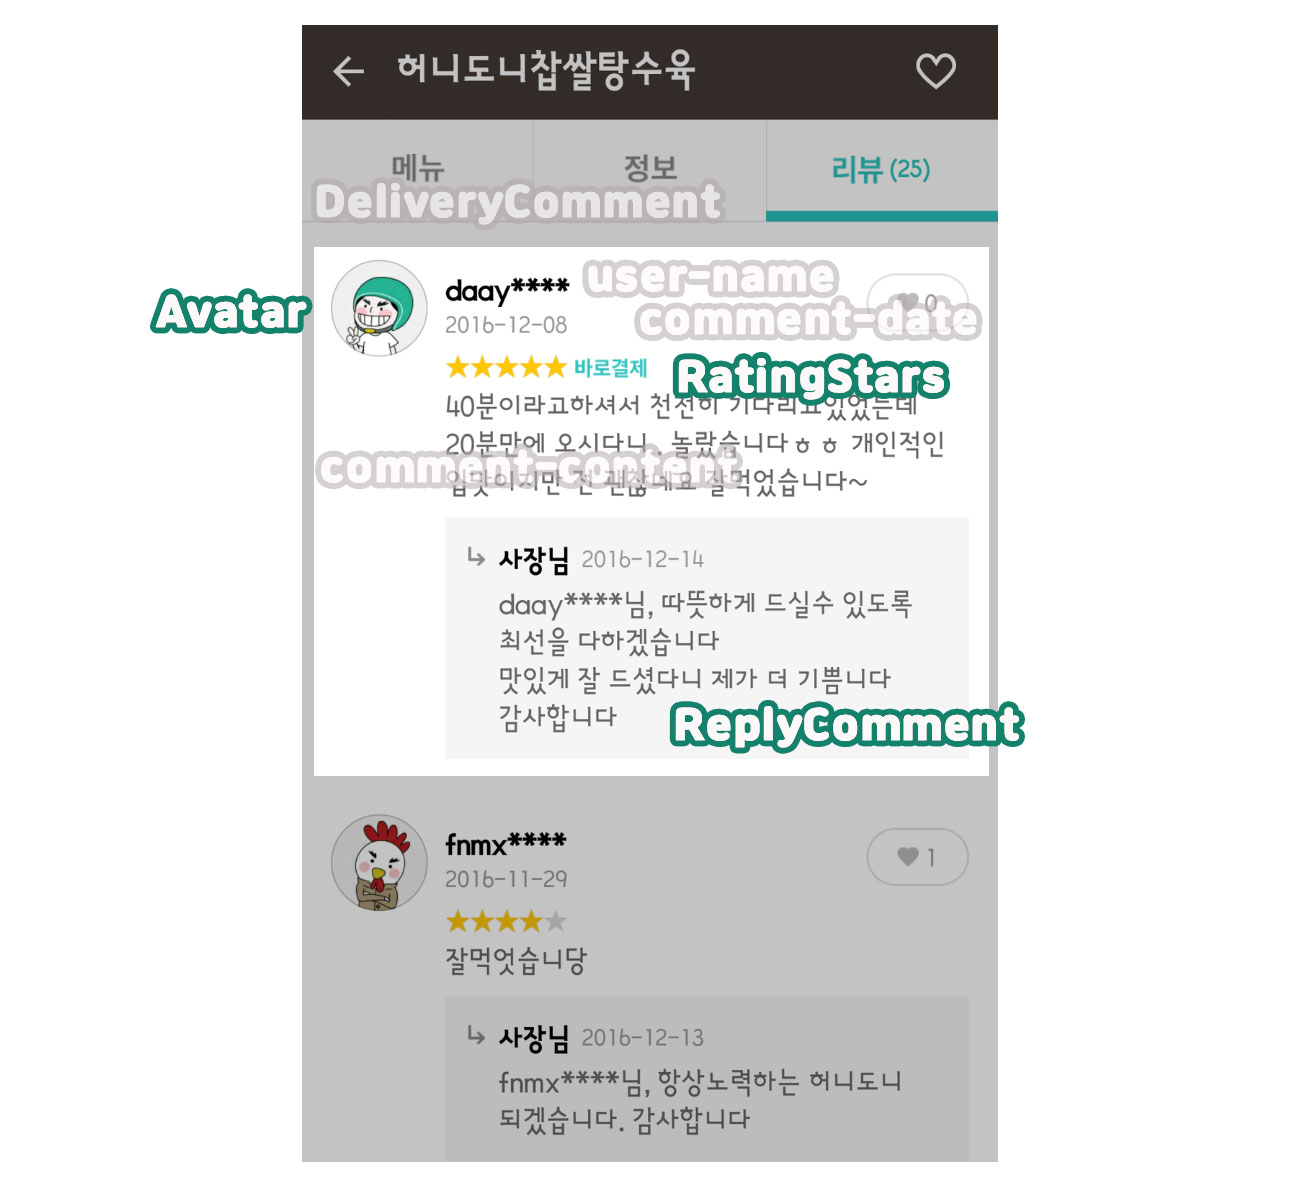 허니도니찹쌀탕수육
메뉴
정보
리뷰 (25)
DeliveryComment
Avatar
daay****
user-name
0
2016-12-08
comment-date
바로결제
RatingStars
40분이라고하셔서 천천히 기다리고있었는데
20분만에 오시다니 . 놀랐습니다ㅎㅎ 개인적인
comment-content
입맛이지만 전 괜찮네요 잘먹었습니다~
사장님 2016-12-14
daay****님, 따뜻하게 드실수 있도록
최선을 다하겠습니다
맛있게 잘 드셨다니 제가 더 기쁩니다
감사합니다
ReplyComment
fnmx****
1
2016-11-29
잘먹엇습니당
사장님 2016-12-13
fnmx****님, 항상노력하는 허니도니
되겠습니다. 감사합니다